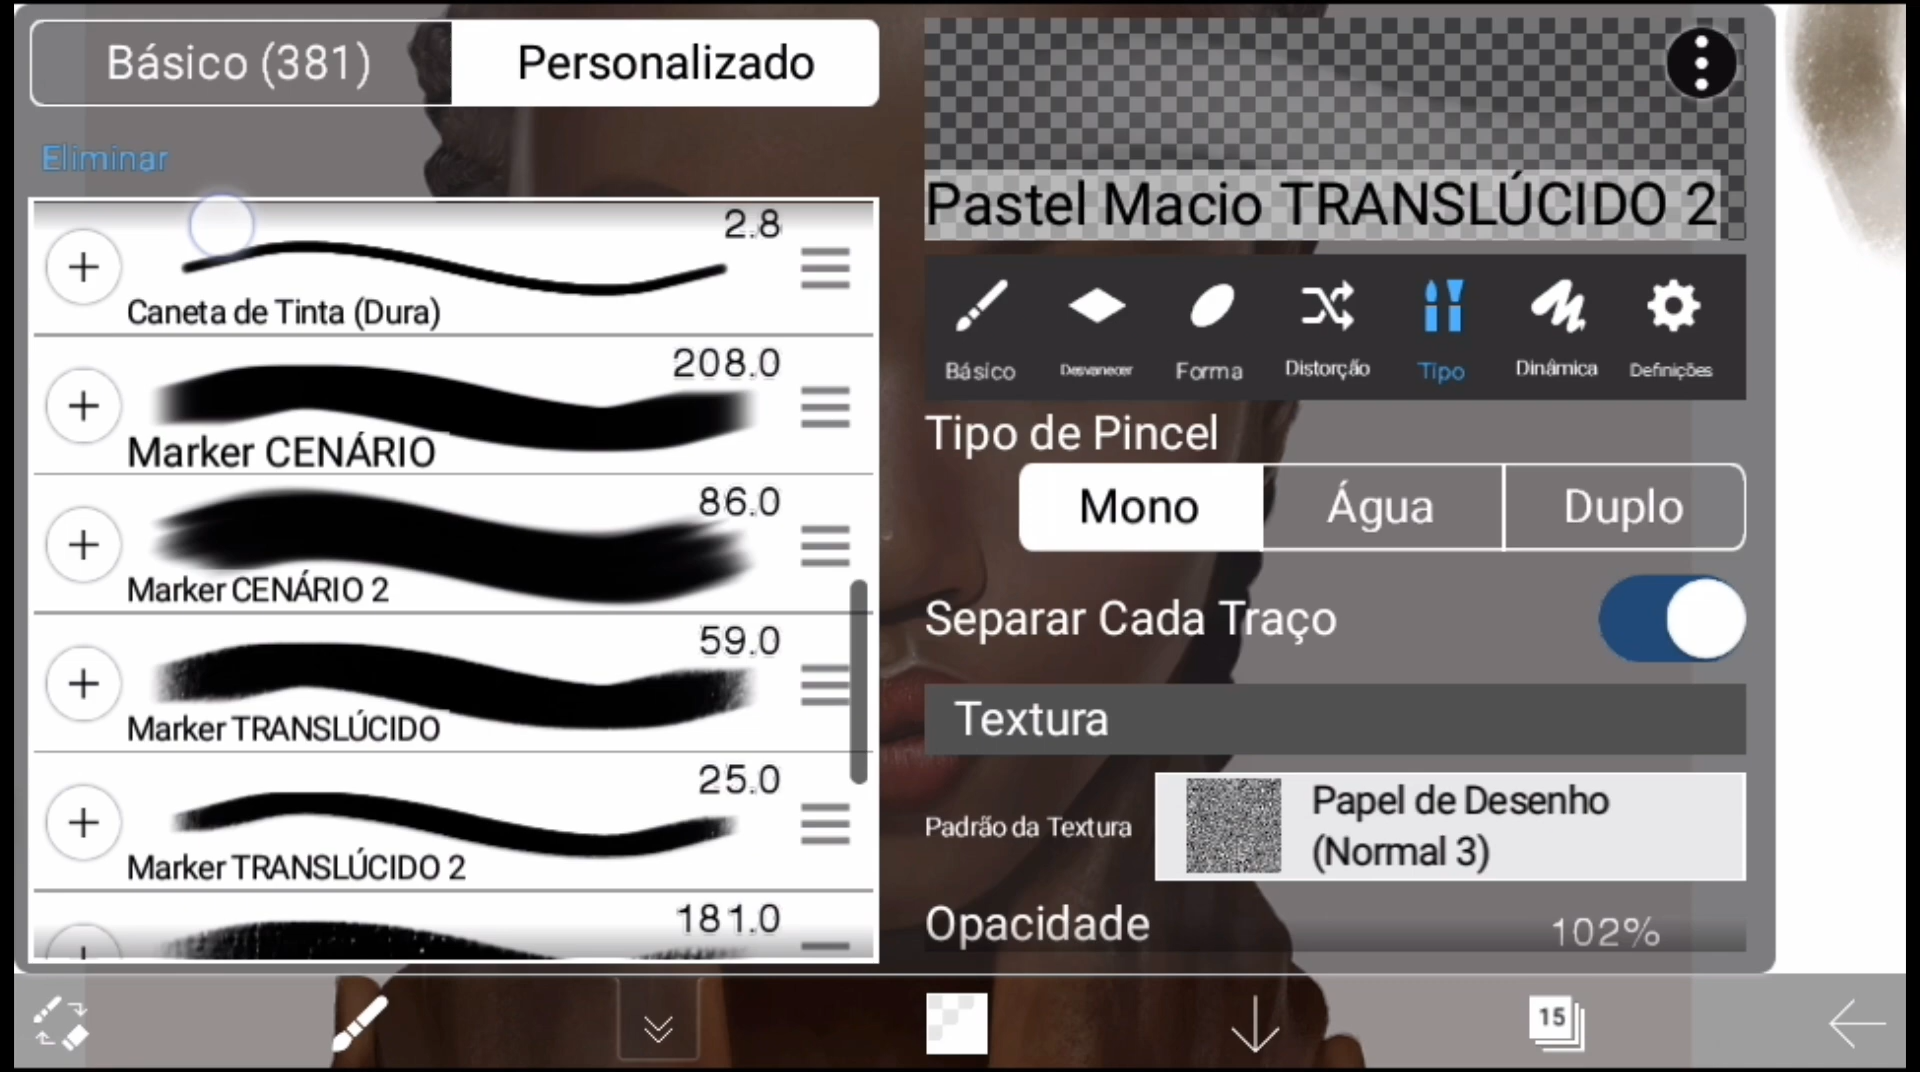 Básico (381)
Personalizado
Eliminar
2.8
Caneta de Tinta (Dura)
208.0
Marker CENÁRIO
86.0
Marker CENÁRIO 2
59.0
Marker TRANSLÚCIDO
25.0
Marker TRANSLÚCIDO 2
181.0
Pastel Macio TRANSLÚCIDO 2
Básico
Desvanecer
Forma
Distorção
Tipo
Dinâmica
Definições
Tipo de Pincel
Mono
Água
Duplo
Separar Cada Traço
Textura
Padrão da Textura
Papel de Desenho
(Normal 3)
Opacidade
102%
15